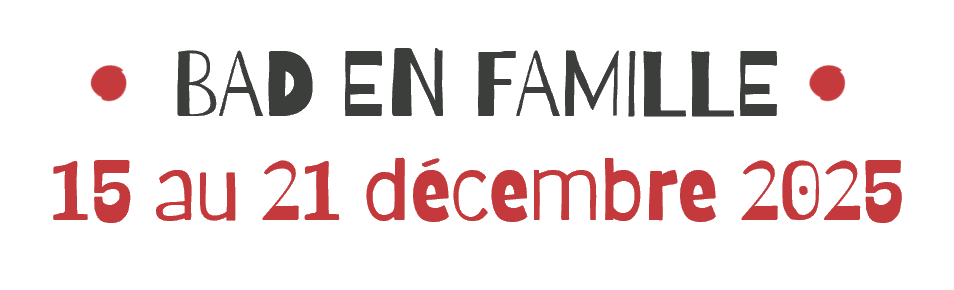 • BAD EN FAMILLE •
15 au 21 décembre 2025